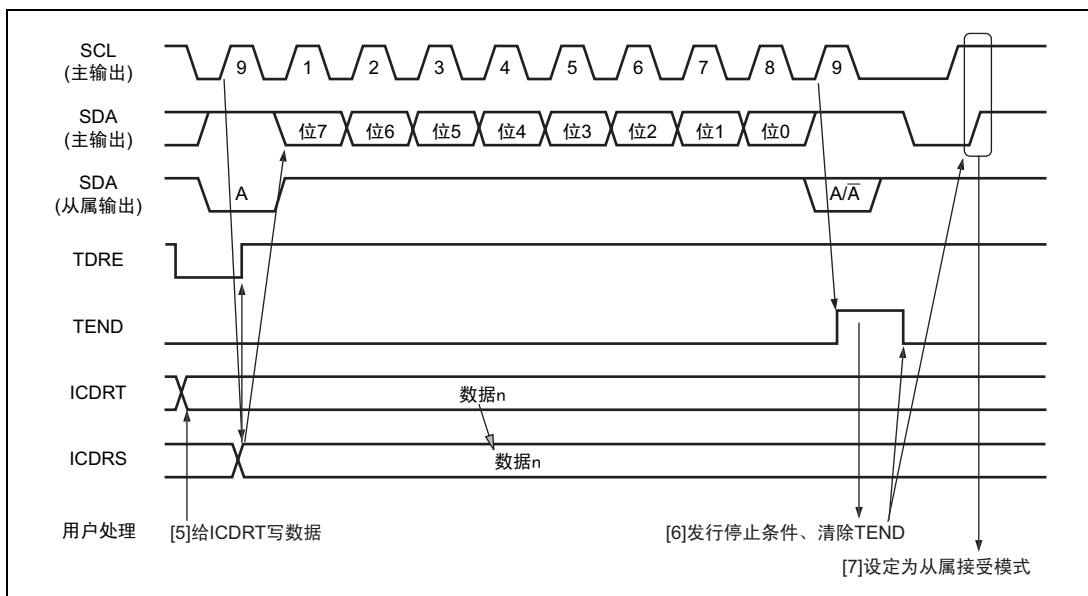 SCL
(主输出)
9 1 2 3 4 5 6 7 8 9
SDA
(主输出)
位7 位6 位5 位4 位3 位2 位1 位0
SDA
(从属输出)
A A/A̅
TDRE
TEND
ICDRT
数据n
ICDRS
数据n
用户处理
[5]给ICDRT写数据
[6]发行停止条件、清除TEND
[7]设定为从属接受模式